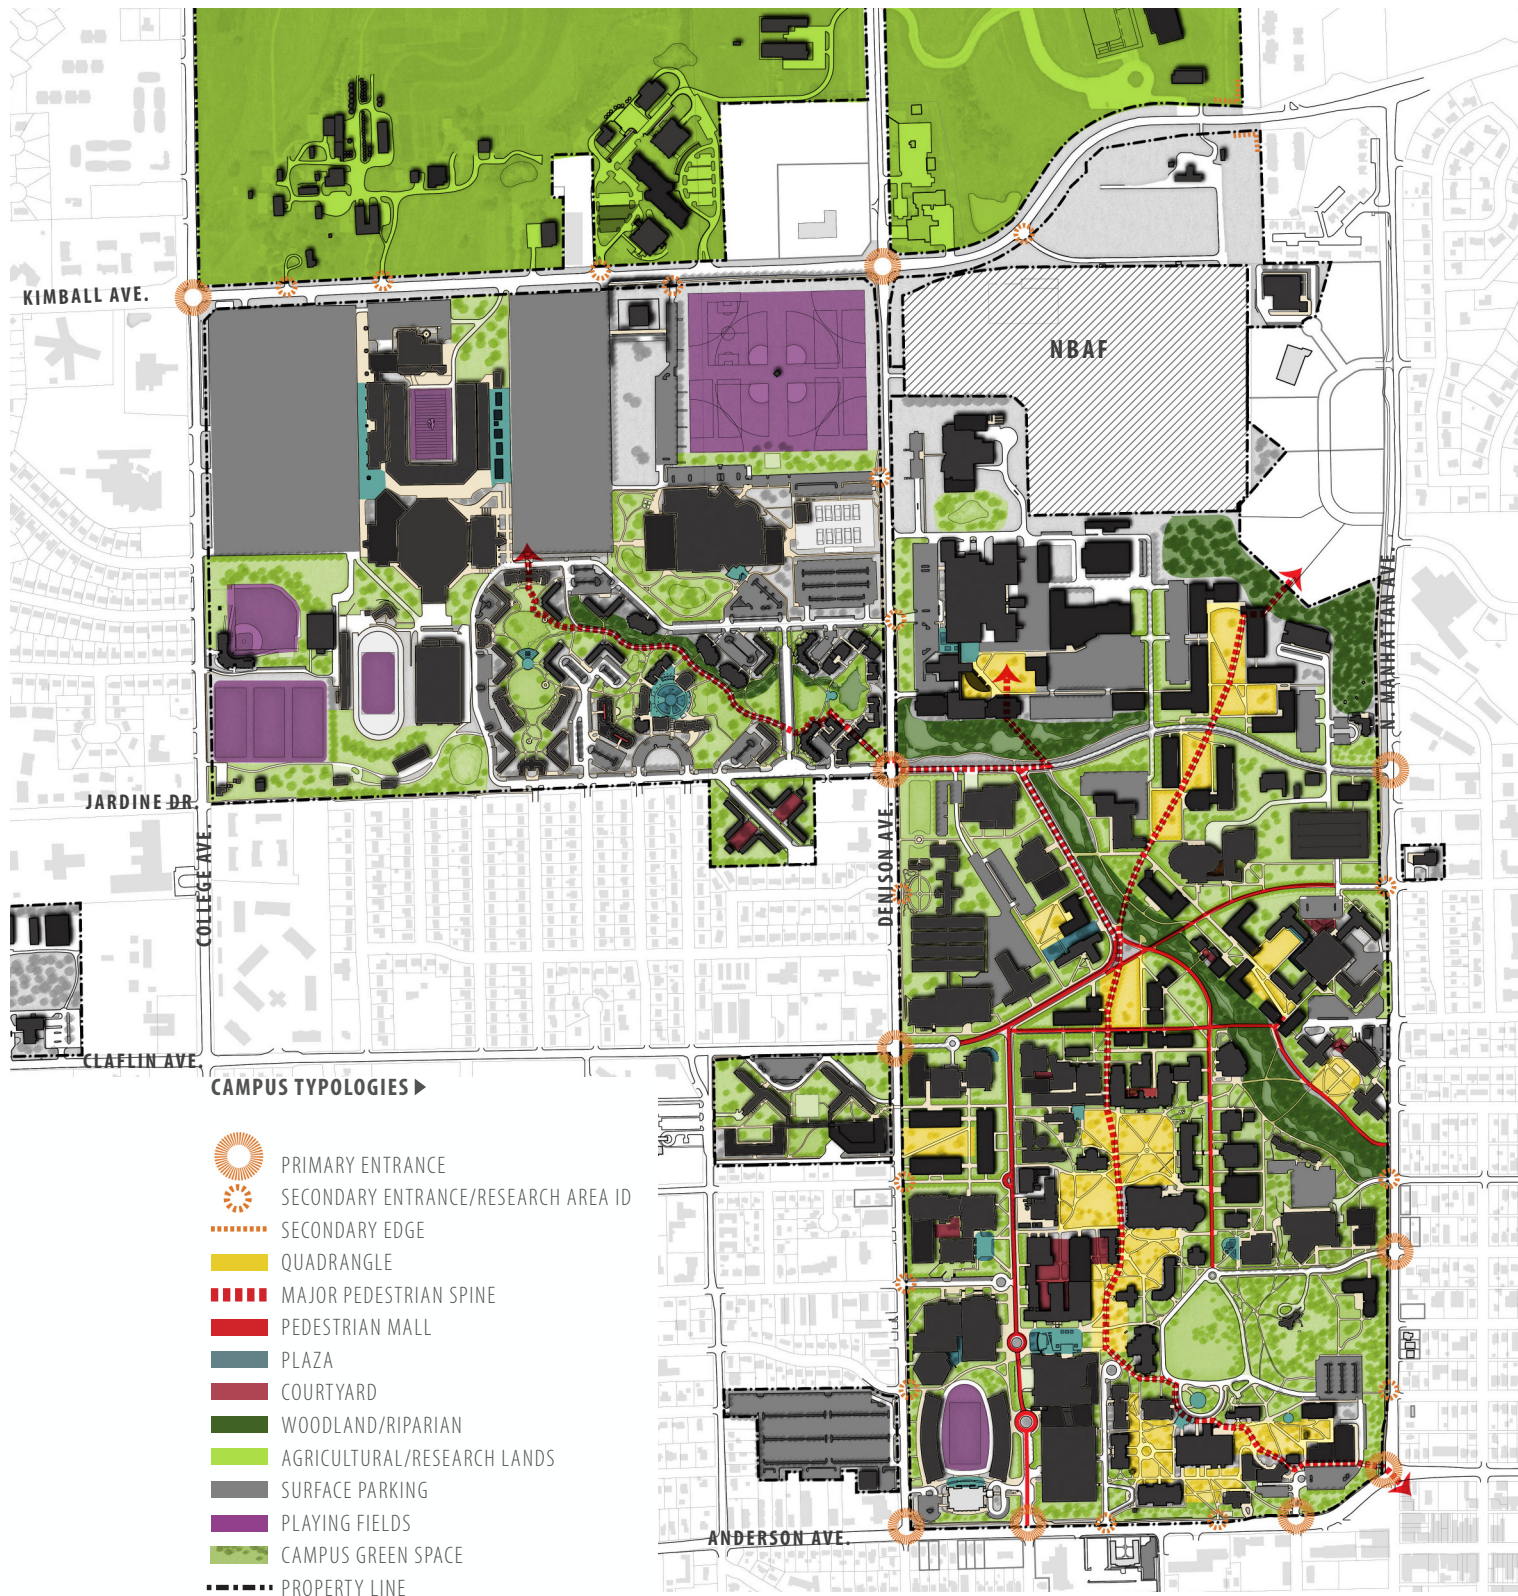 KIMBALL AVE.
NBAF
N. MANHATTAN AVE.
JARDINE DR.
COLLEGE AVE.
DENISON AVE.
CLAFLIN AVE.
CAMPUS TYPOLOGIES ▶
PRIMARY ENTRANCE
SECONDARY ENTRANCE/RESEARCH AREA ID
SECONDARY EDGE
QUADRANGLE
MAJOR PEDESTRIAN SPINE
PEDESTRIAN MALL
PLAZA
COURTYARD
WOODLAND/RIPARIAN
AGRICULTURAL/RESEARCH LANDS
SURFACE PARKING
PLAYING FIELDS
CAMPUS GREEN SPACE
PROPERTY LINE
ANDERSON AVE.